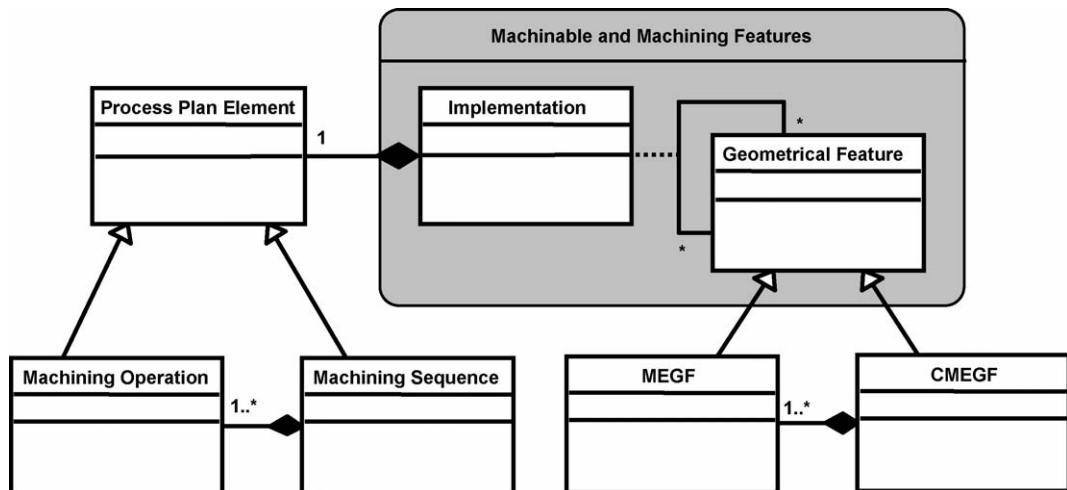 Machinable and Machining Features
Process Plan Element
Implementation
1
*
Geometrical Feature
*
Machining Operation
Machining Sequence
MEGF
CMEGF
1..*
1..*